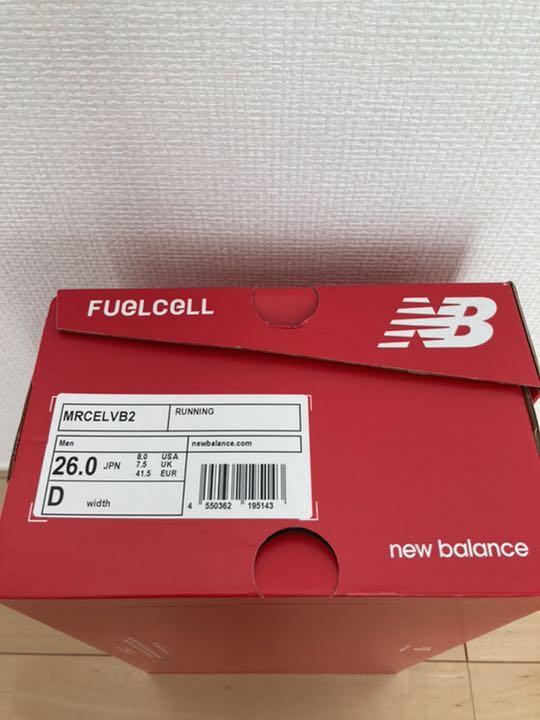 FUELCELL
NB
MRCELVB2
RUNNING
Men
newbalance.com
26.0 JPN
8.0 USA
7.5 UK
41.5 EUR
D width
4 550362 195143
new balance